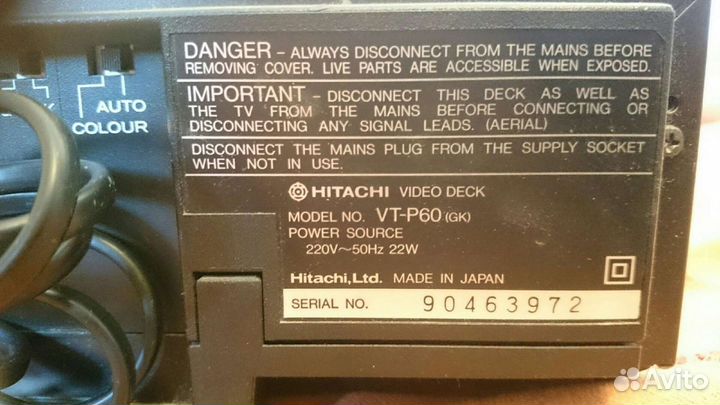 DANGER – ALWAYS DISCONNECT FROM THE MAINS BEFORE
REMOVING COVER. LIVE PARTS ARE ACCESSIBLE WHEN EXPOSED.
IMPORTANT – DISCONNECT THIS DECK AS WELL AS
THE TV FROM THE MAINS BEFORE CONNECTING OR
DISCONNECTING ANY SIGNAL LEADS. (AERIAL)
DISCONNECT THE MAINS PLUG FROM THE SUPPLY SOCKET
WHEN NOT IN USE.
HITACHI VIDEO DECK
MODEL NO. VT-P60 (GK)
POWER SOURCE
220V~50Hz 22W
Hitachi, Ltd. MADE IN JAPAN
SERIAL NO. 90463972
AUTO
COLOUR
Avito